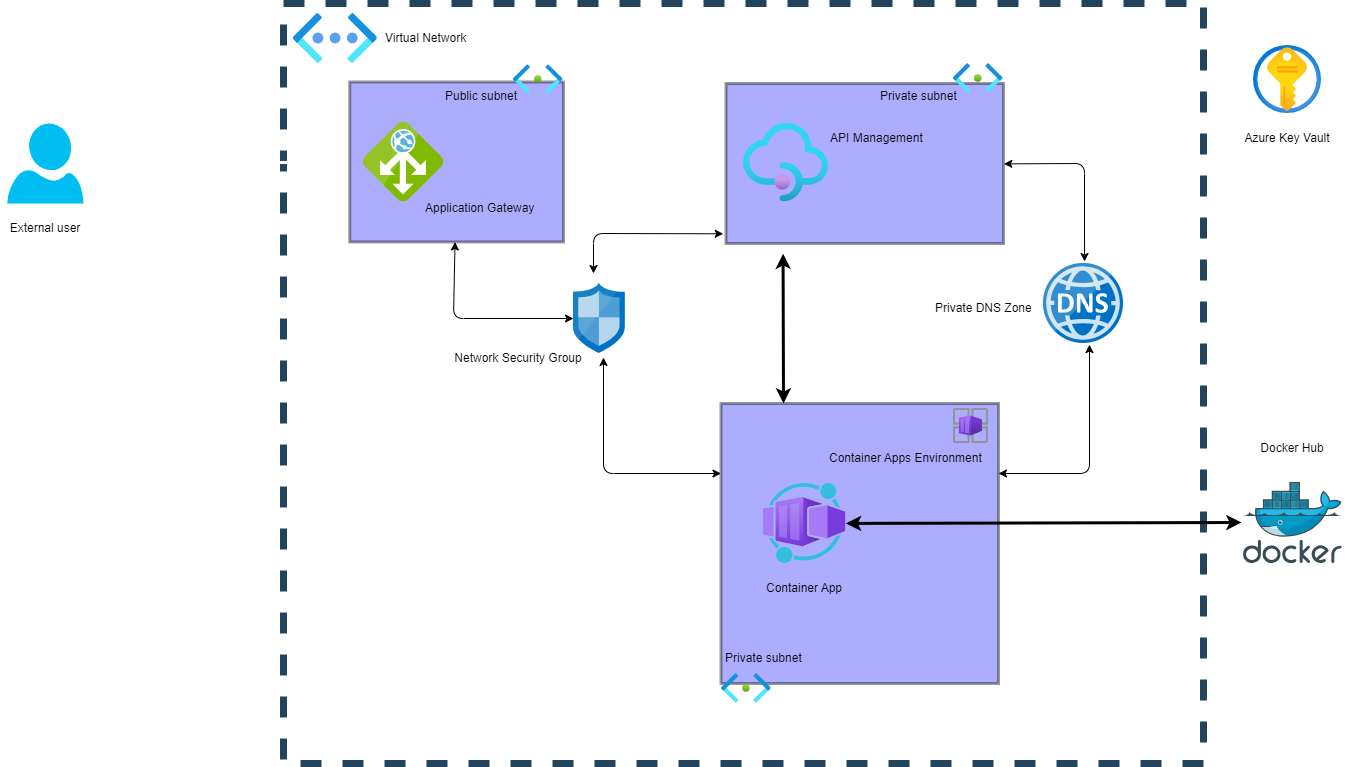 Virtual Network
Public subnet
Private subnet
API Management
Azure Key Vault
Application Gateway
External user
DNS
Private DNS Zone
Network Security Group
Docker Hub
Container Apps Environment
docker
Container App
Private subnet